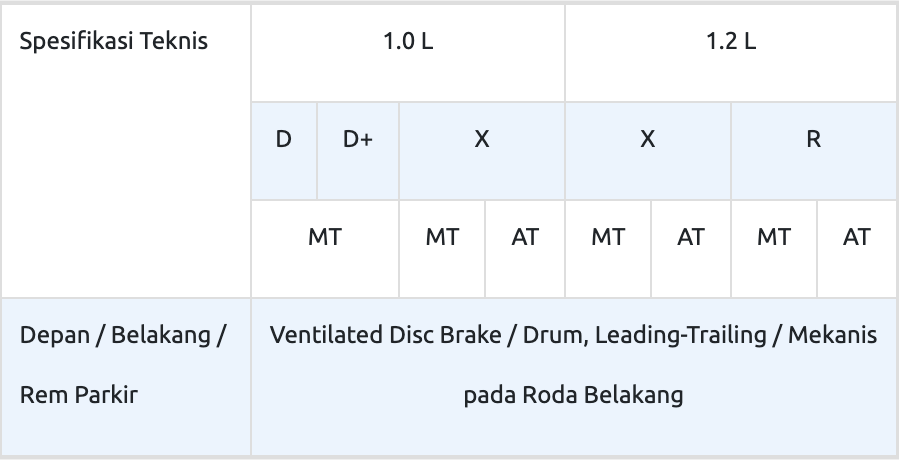 Spesifikasi Teknis 1.0 L 1.2 L
D D+ X X R
MT MT AT MT AT MT AT
Depan / Belakang / Ventilated Disc Brake / Drum, Leading-Trailing / Mekanis
Rem Parkir pada Roda Belakang